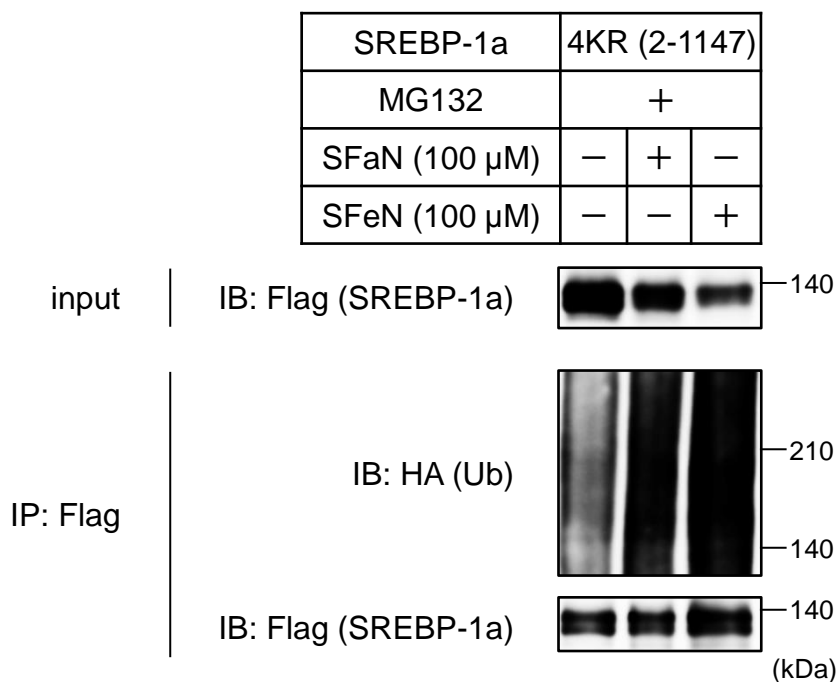 SREBP-1a 4KR (2-1147)
MG132 +
SFaN (100 μM) − + −
SFeN (100 μM) − − +
input IB: Flag (SREBP-1a) 140
IB: HA (Ub) 210
IP: Flag
140
IB: Flag (SREBP-1a) 140
(kDa)